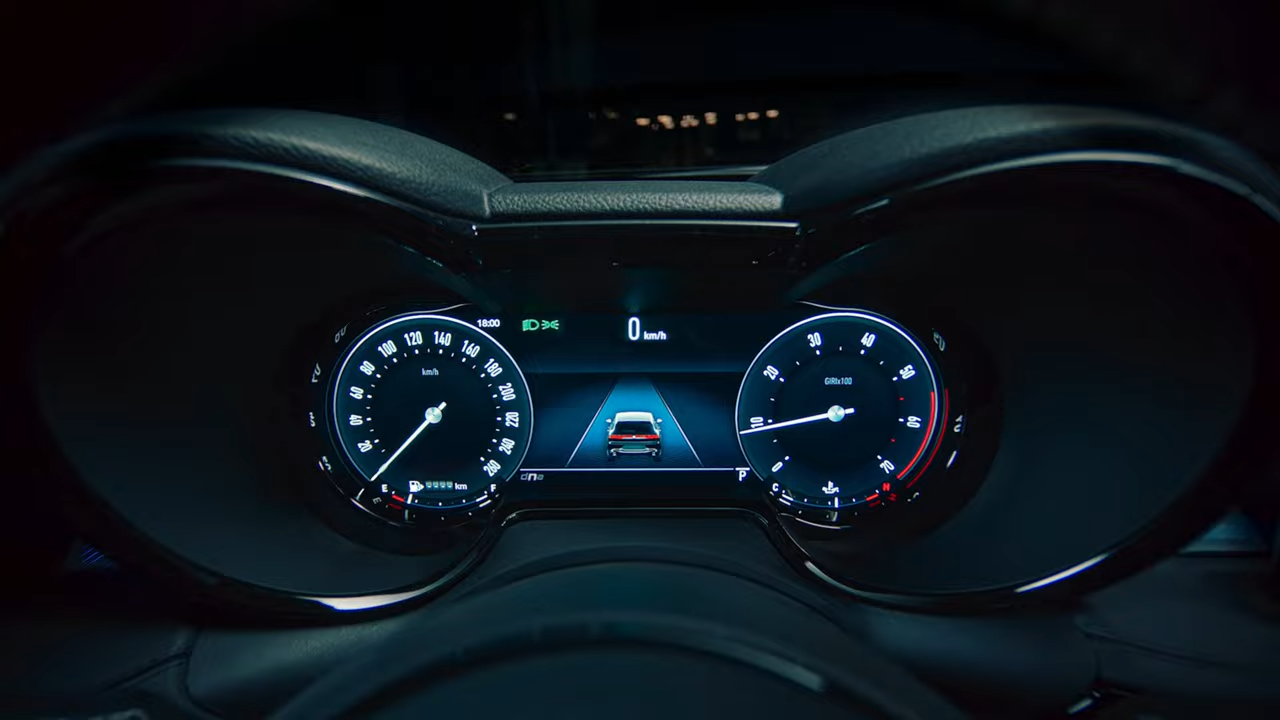 18:00
0 km/h
20 40 60 80 100 120 140 160 180 200 220 240 260
km/h
E F
km
dna
P
0 10 20 30 40 50 60 70
GIRIx100
C